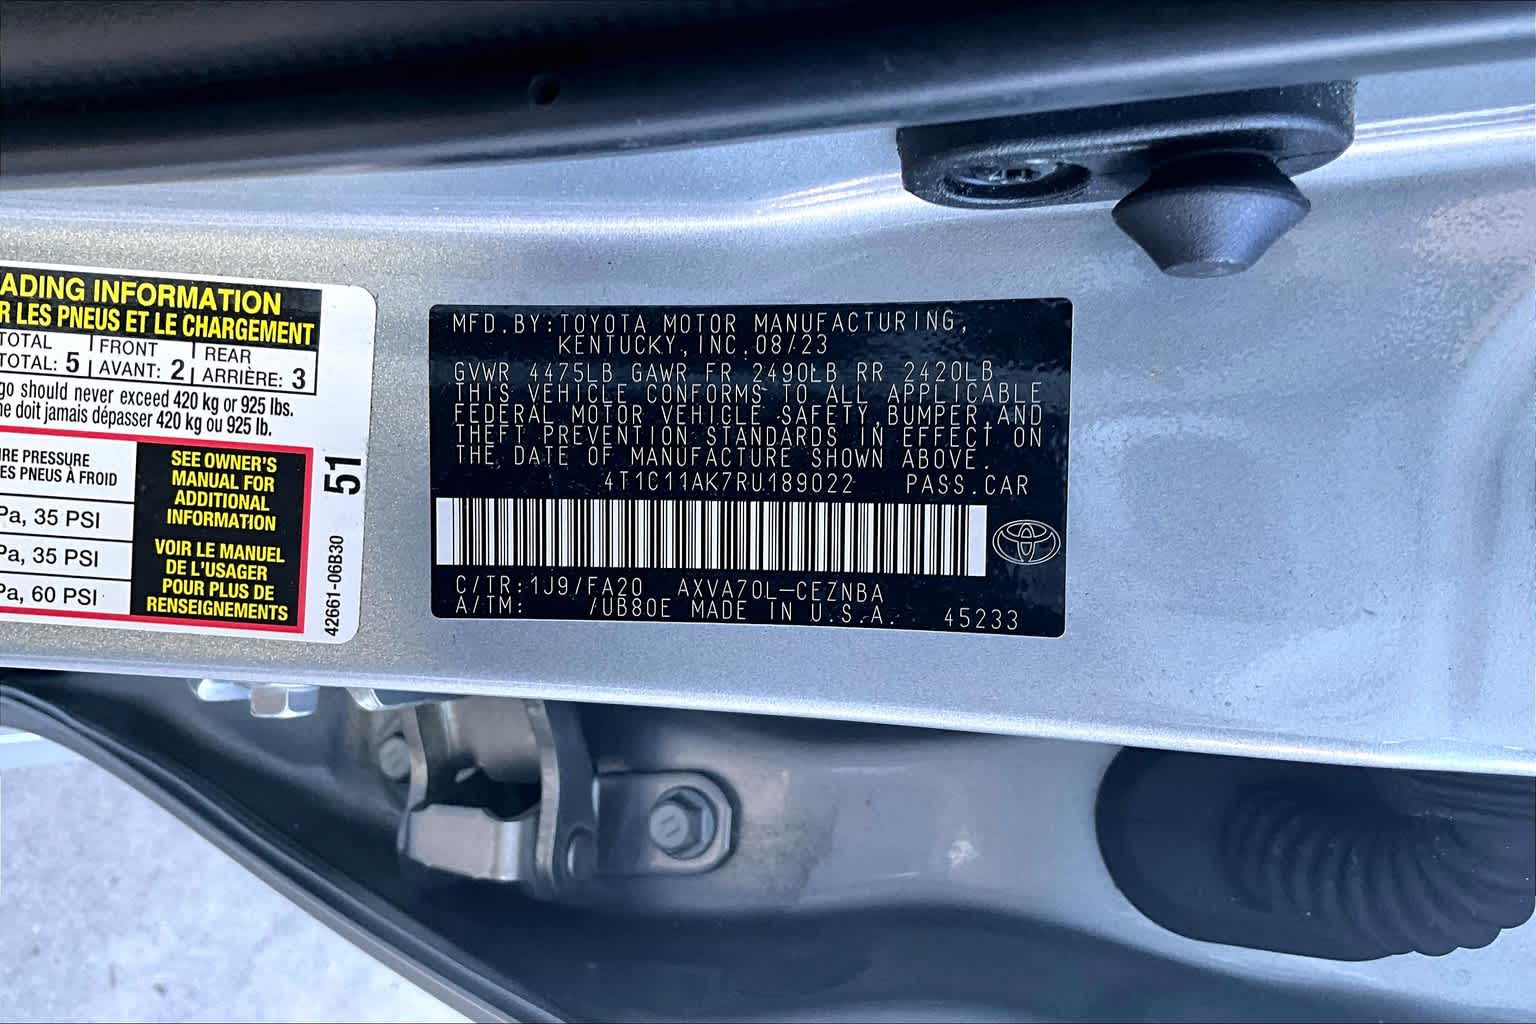 ADING INFORMATION
R LES PNEUS ET LE CHARGEMENT
TOTAL FRONT REAR
TOTAL: 5 AVANT: 2 ARRIÈRE: 3
go should never exceed 420 kg or 925 lbs.
ne doit jamais dépasser 420 kg ou 925 lb.
IRE PRESSURE
ES PNEUS À FROID
Pa, 35 PSI
Pa, 35 PSI
Pa, 60 PSI
SEE OWNER'S
MANUAL FOR
ADDITIONAL
INFORMATION
VOIR LE MANUEL
DE L'USAGER
POUR PLUS DE
RENSEIGNEMENTS
51
42661-06B30
MFD.BY:TOYOTA MOTOR MANUFACTURING,
KENTUCKY,INC.08/23
GVWR 4475LB GAWR FR 2490LB RR 2420LB
THIS VEHICLE CONFORMS TO ALL APPLICABLE
FEDERAL MOTOR VEHICLE SAFETY,BUMPER,AND
THEFT PREVENTION STANDARDS IN EFFECT ON
THE DATE OF MANUFACTURE SHOWN ABOVE.
4T1C11AK7RU189022 PASS.CAR
C/TR:1J9/FA20 AXVA70L-CEZNBA
A/TM: /UB80E MADE IN U.S.A. 45233